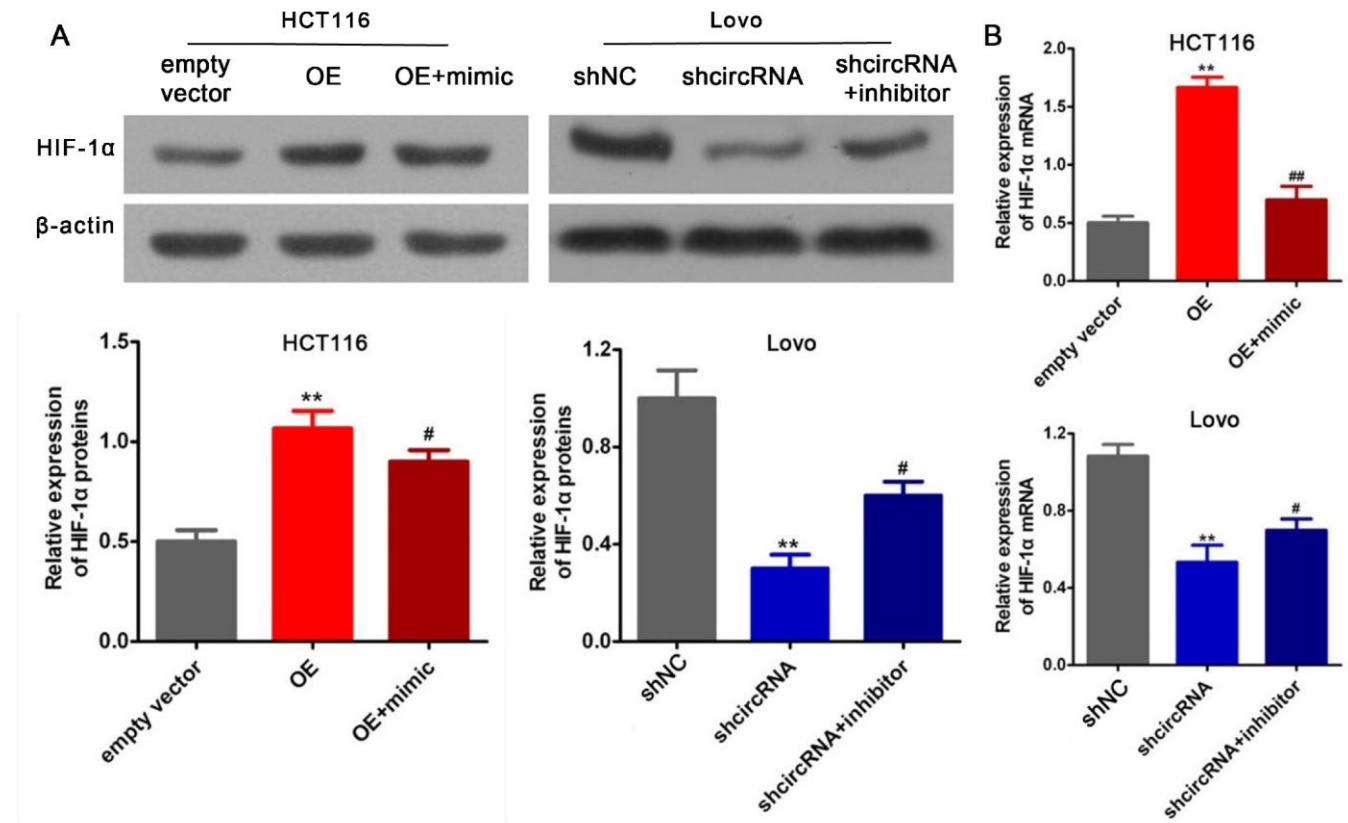 A
HCT116
Lovo
empty
vector
OE
OE+mimic
shNC
shcircRNA
shcircRNA
+inhibitor
HIF-1α
β-actin
HCT116
Relative expression
of HIF-1α proteins
1.5
1.0
0.5
0.0
**
#
empty vector
OE
OE+mimic
Lovo
Relative expression
of HIF-1α proteins
1.2
0.8
0.4
0.0
**
#
shNC
shcircRNA
shcircRNA+inhibitor
B
HCT116
Relative expression
of HIF-1α mRNA
2.0
1.5
1.0
0.5
0.0
**
##
empty vector
OE
OE+mimic
Lovo
Relative expression
of HIF-1α mRNA
1.2
0.8
0.4
0.0
**
#
shNC
shcircRNA
shcircRNA+inhibitor